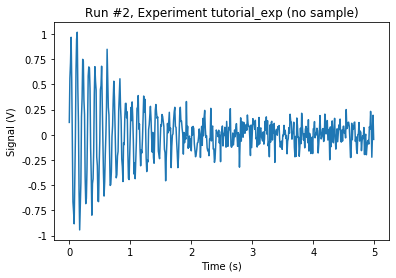 Run #2, Experiment tutorial_exp (no sample)
Signal (V)
1
0.75
0.5
0.25
0
-0.25
-0.5
-0.75
-1
0 1 2 3 4 5
Time (s)